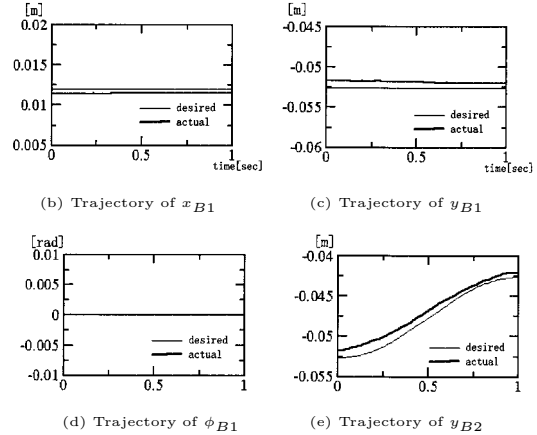 [m]
0.02
0.015
0.01
0.005
desired
actual
0
0.5
1
time[sec]
(b) Trajectory of x_B1
[m]
-0.045
-0.05
-0.055
-0.06
desired
actual
0
0.5
1
time[sec]
(c) Trajectory of y_B1
[rad]
0.01
0.005
0
-0.005
-0.01
desired
actual
0
0.5
1
(d) Trajectory of ϕ_B1
[m]
-0.04
-0.045
-0.05
-0.055
desired
actual
0
0.5
1
(e) Trajectory of y_B2